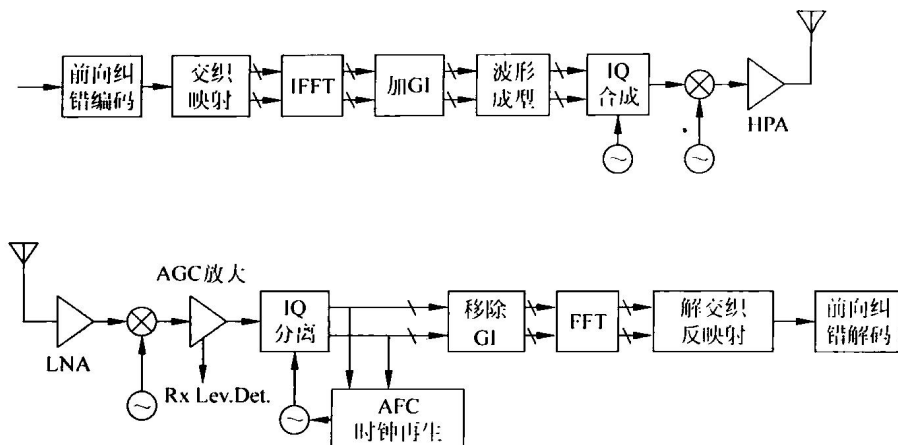 前向纠
错编码
交织
映射
IFFT
加GI
波形
成型
IQ
合成
HPA
LNA
AGC放大
Rx Lev.Det.
IQ
分离
AFC
时钟再生
移除
GI
FFT
解交织
反映射
前向纠
错解码